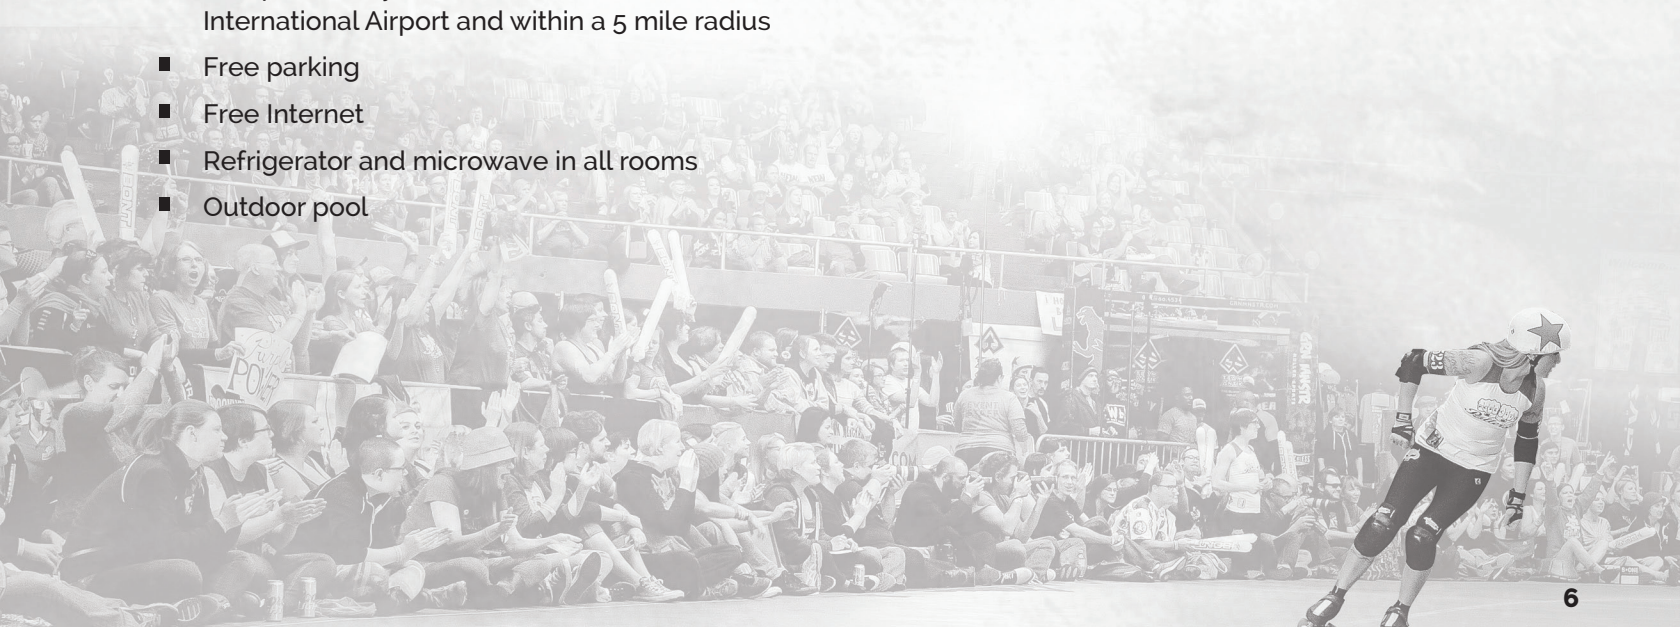 International Airport and within a 5 mile radius
Free parking
Free Internet
Refrigerator and microwave in all rooms
Outdoor pool
POWER
6